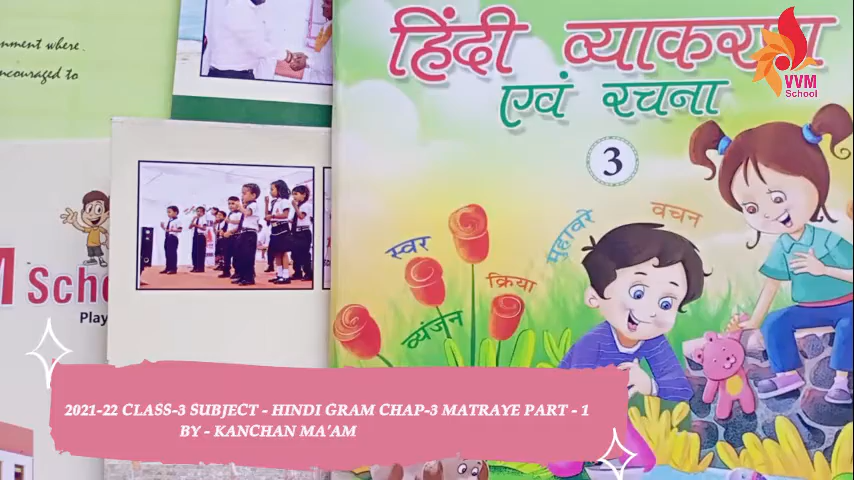 nment where.
ncouraged to
हिंदी व्याकरण
एवं रचना
3
VVM
School
स्वर
मुहावरे
वचन
क्रिया
व्यंजन
M School
Play
2021-22 CLASS-3 SUBJECT - HINDI GRAM CHAP-3 MATRAYE PART - 1
BY - KANCHAN MA'AM